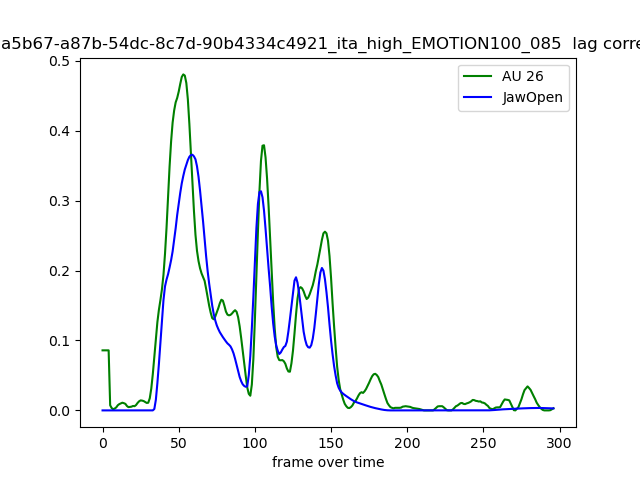 a5b67-a87b-54dc-8c7d-90b4334c4921_ita_high_EMOTION100_085 lag corre
AU 26
JawOpen
0.5
0.4
0.3
0.2
0.1
0.0
0 50 100 150 200 250 300
frame over time